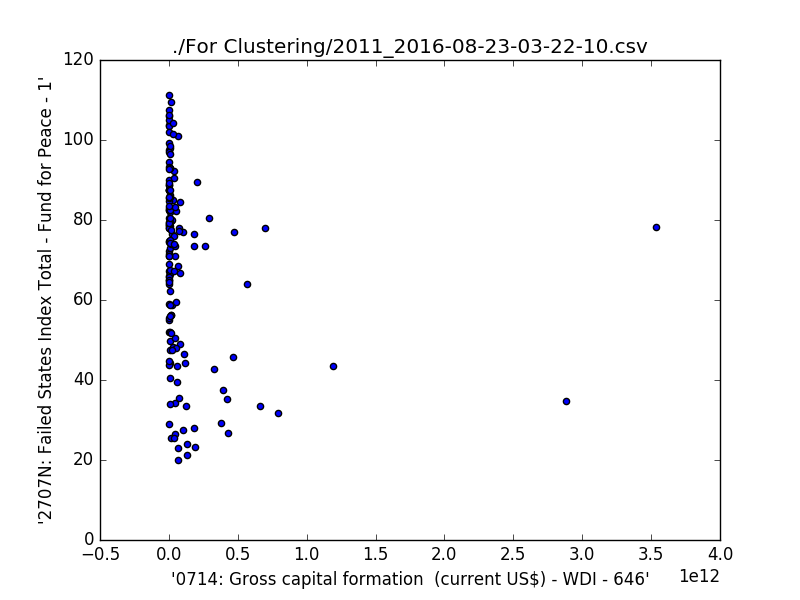 ./For Clustering/2011_2016-08-23-03-22-10.csv
'2707N: Failed States Index Total - Fund for Peace - 1'
120
100
80
60
40
20
0
−0.5 0.0 0.5 1.0 1.5 2.0 2.5 3.0 3.5 4.0
1e12
'0714: Gross capital formation  (current US$) - WDI - 646'